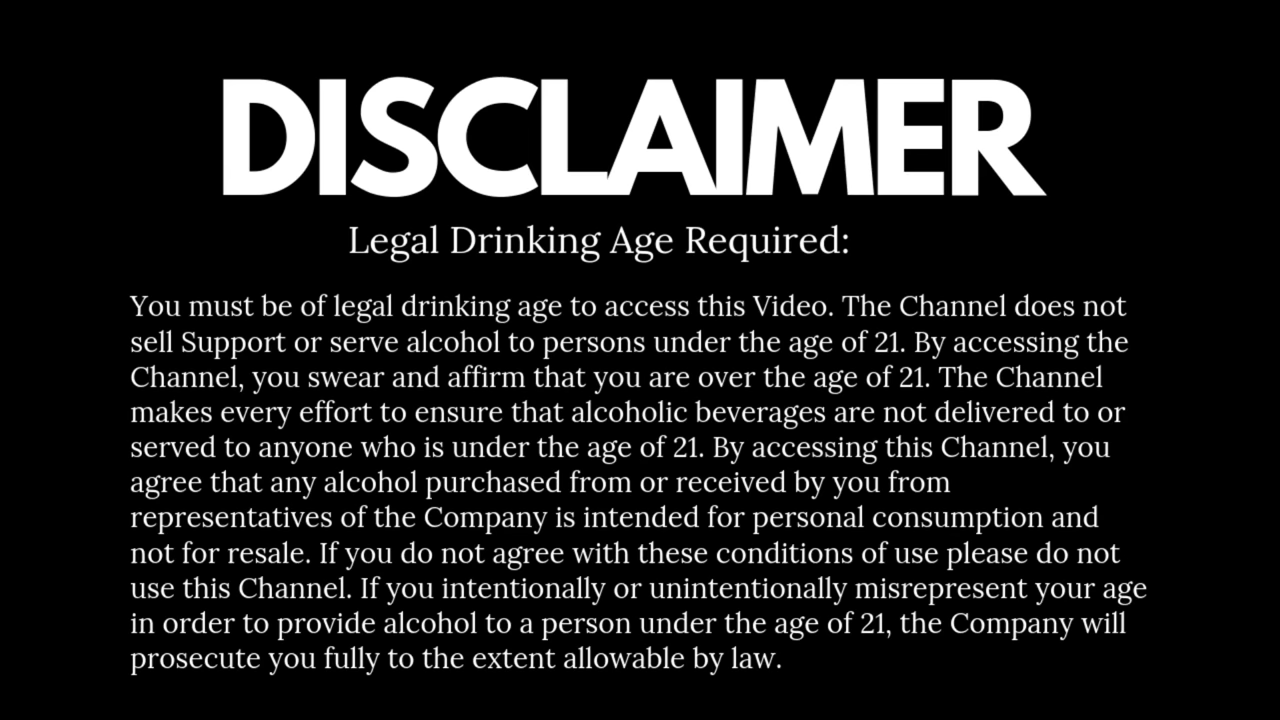 DISCLAIMER
Legal Drinking Age Required:
You must be of legal drinking age to access this Video. The Channel does not
sell Support or serve alcohol to persons under the age of 21. By accessing the
Channel, you swear and affirm that you are over the age of 21. The Channel
makes every effort to ensure that alcoholic beverages are not delivered to or
served to anyone who is under the age of 21. By accessing this Channel, you
agree that any alcohol purchased from or received by you from
representatives of the Company is intended for personal consumption and
not for resale. If you do not agree with these conditions of use please do not
use this Channel. If you intentionally or unintentionally misrepresent your age
in order to provide alcohol to a person under the age of 21, the Company will
prosecute you fully to the extent allowable by law.